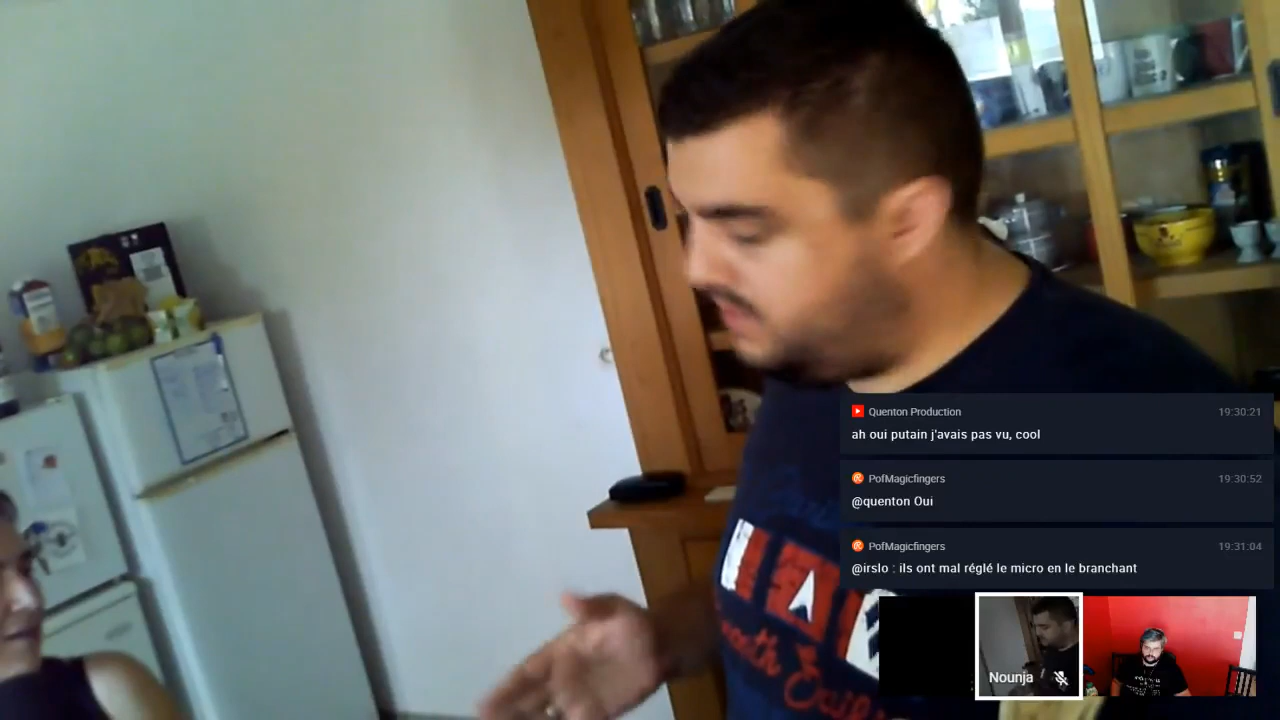 Quenton Production 19:30:21
ah oui putain j'avais pas vu, cool
PofMagicfingers 19:30:52
@quenton Oui
PofMagicfingers 19:31:04
@irslo : ils ont mal réglé le micro en le branchant
Nounja